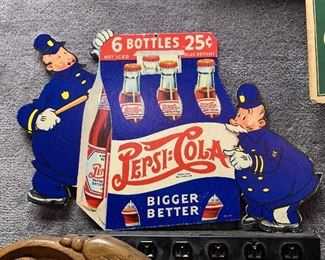 6 BOTTLES 25¢
NOT ICED PLUS DEPOSIT
PEPSI:COLA
BIGGER
BETTER